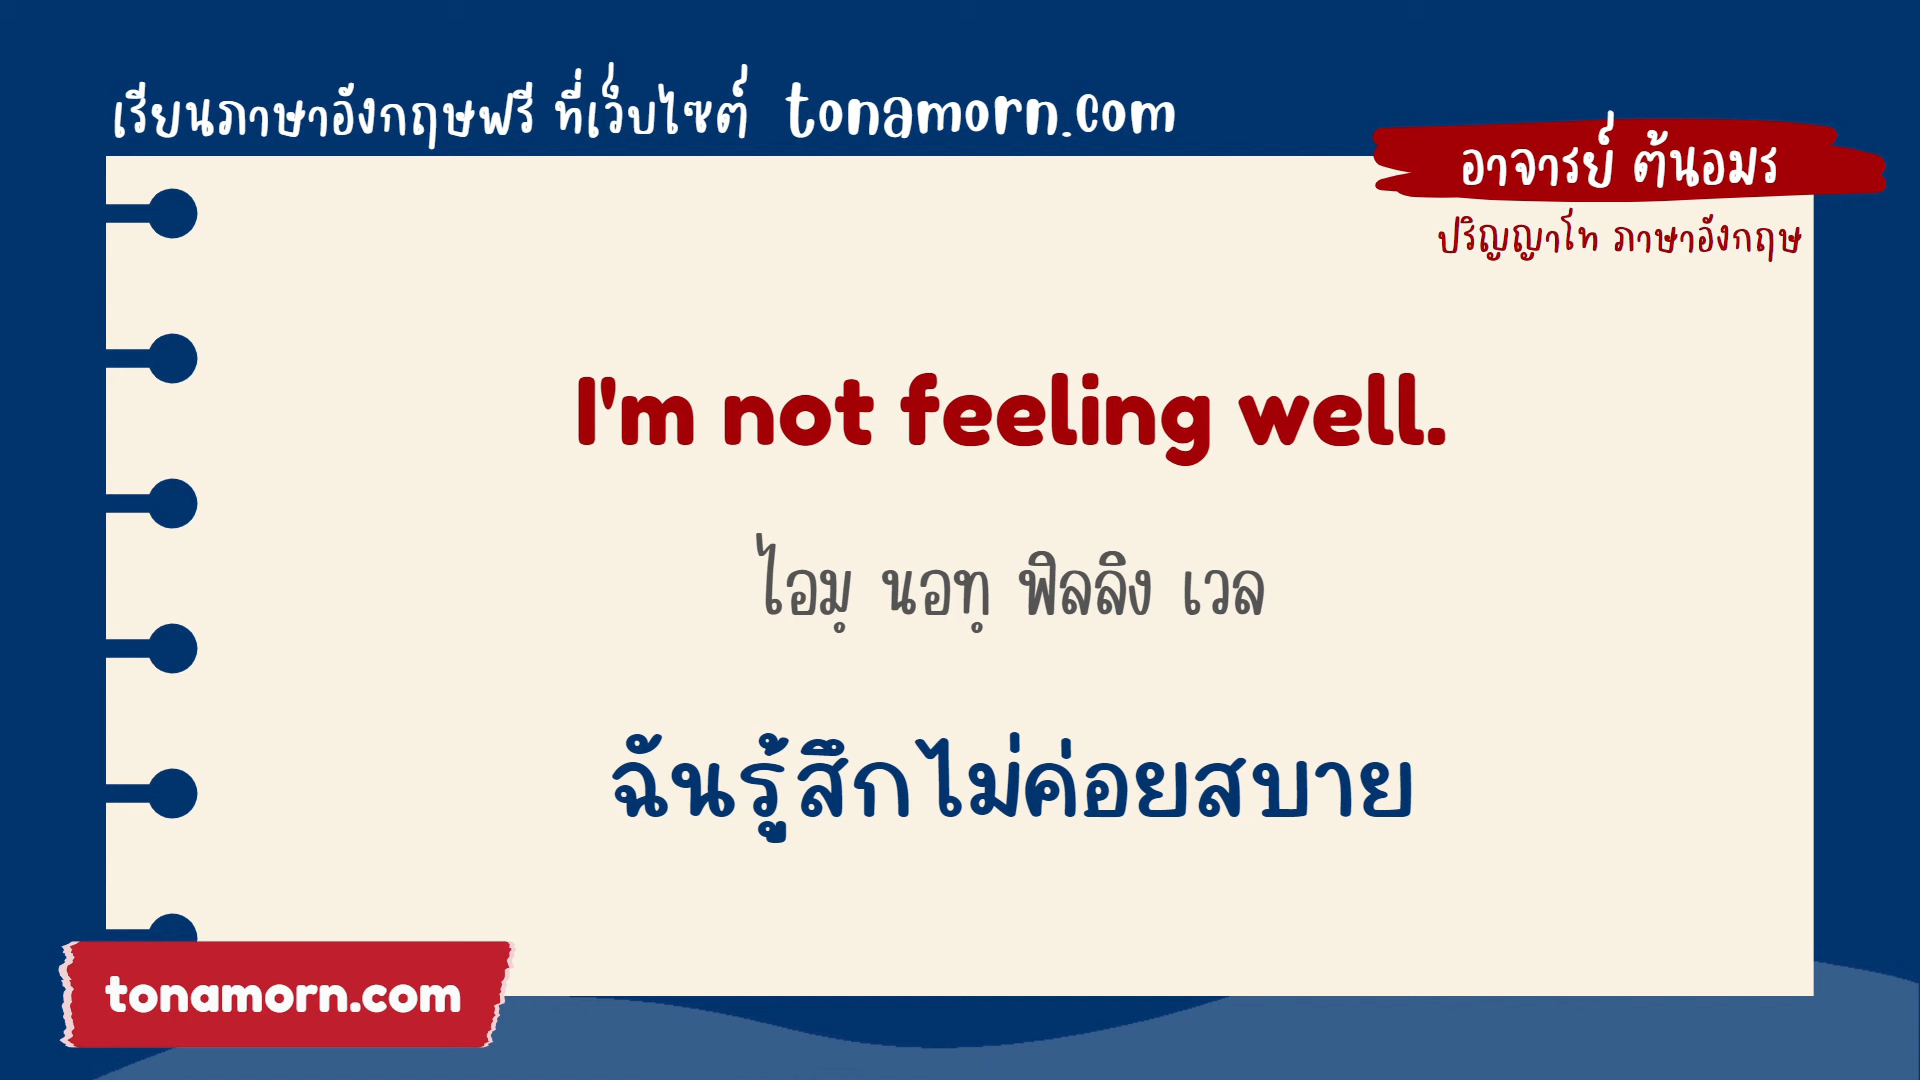 เรียนภาษาอังกฤษฟรี ที่เว็บไซต์ tonamorn.com
อาจารย์ ต้นอมร
ปริญญาโท ภาษาอังกฤษ
I'm not feeling well.
ไอมฺ นอทฺ ฟิลลิง เวล
ฉันรู้สึกไม่ค่อยสบาย
tonamorn.com